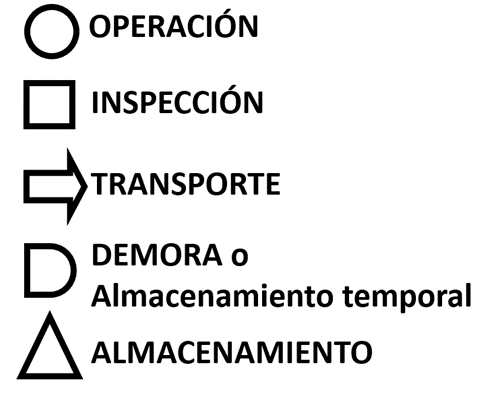 OPERACIÓN
INSPECCIÓN
TRANSPORTE
DEMORA o
Almacenamiento temporal
ALMACENAMIENTO